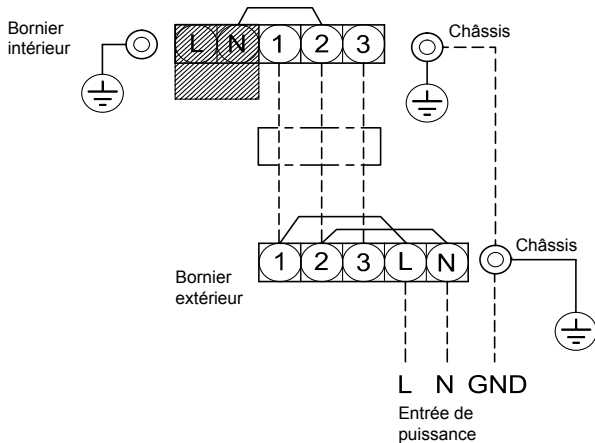 Bornier
intérieur
L N 1 2 3
Châssis
1 2 3 L N
Châssis
Bornier
extérieur
L N GND
Entrée de
puissance